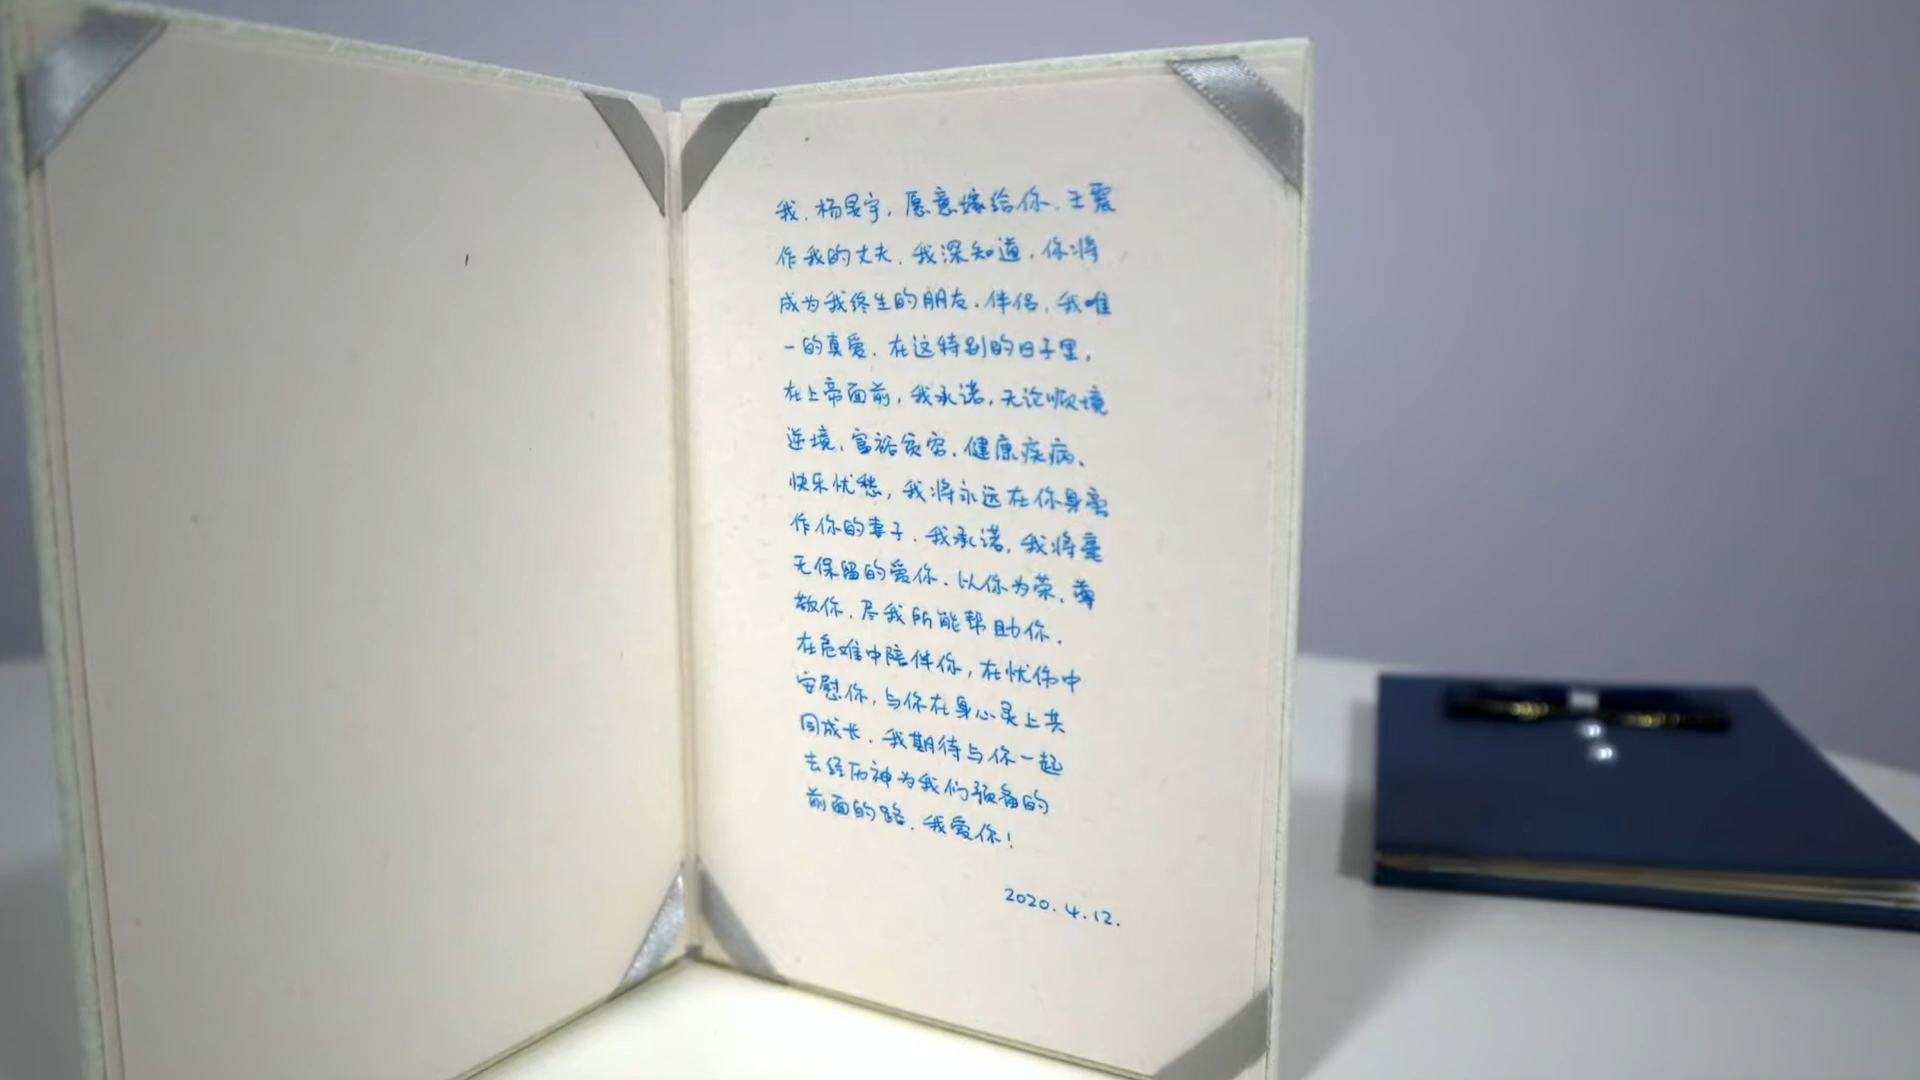 我，杨旻宇，愿意嫁给你、王震
作我的丈夫。我深知道，你将
成为我终生的朋友、伴侣，我唯
一的真爱。在这特别的日子里，
在上帝面前，我承诺，无论顺境
逆境、富裕贫穷、健康疾病、
快乐忧愁，我将永远在你身旁
作你的妻子。我承诺，我将毫
无保留的爱你、以你为荣、尊
敬你，尽我所能帮助你。
在危难中陪伴你，在忧伤中
安慰你，与你在身心灵上共
同成长。我期待与你一起
去经历神为我们预备的
前面的路。我爱你！
2020.4.12.